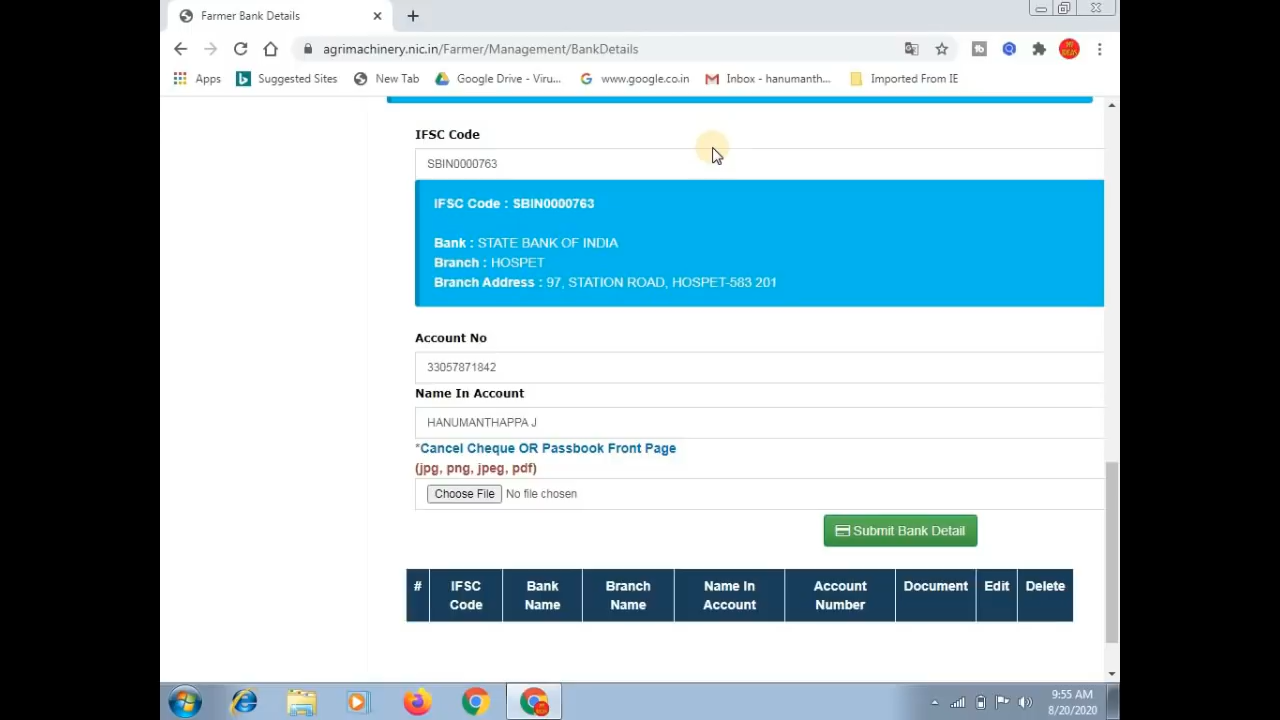 Farmer Bank Details
agrimachinery.nic.in/Farmer/Management/BankDetails
Apps Suggested Sites New Tab Google Drive - Viru... www.google.co.in Inbox - hanumanth... Imported From IE
IFSC Code
SBIN0000763
IFSC Code : SBIN0000763
Bank : STATE BANK OF INDIA
Branch : HOSPET
Branch Address : 97, STATION ROAD, HOSPET-583 201
Account No
33057871842
Name In Account
HANUMANTHAPPA J
*Cancel Cheque OR Passbook Front Page
(jpg, png, jpeg, pdf)
Choose File No file chosen
Submit Bank Detail
# IFSC Code Bank Name Branch Name Name In Account Account Number Document Edit Delete
9:55 AM
8/20/2020